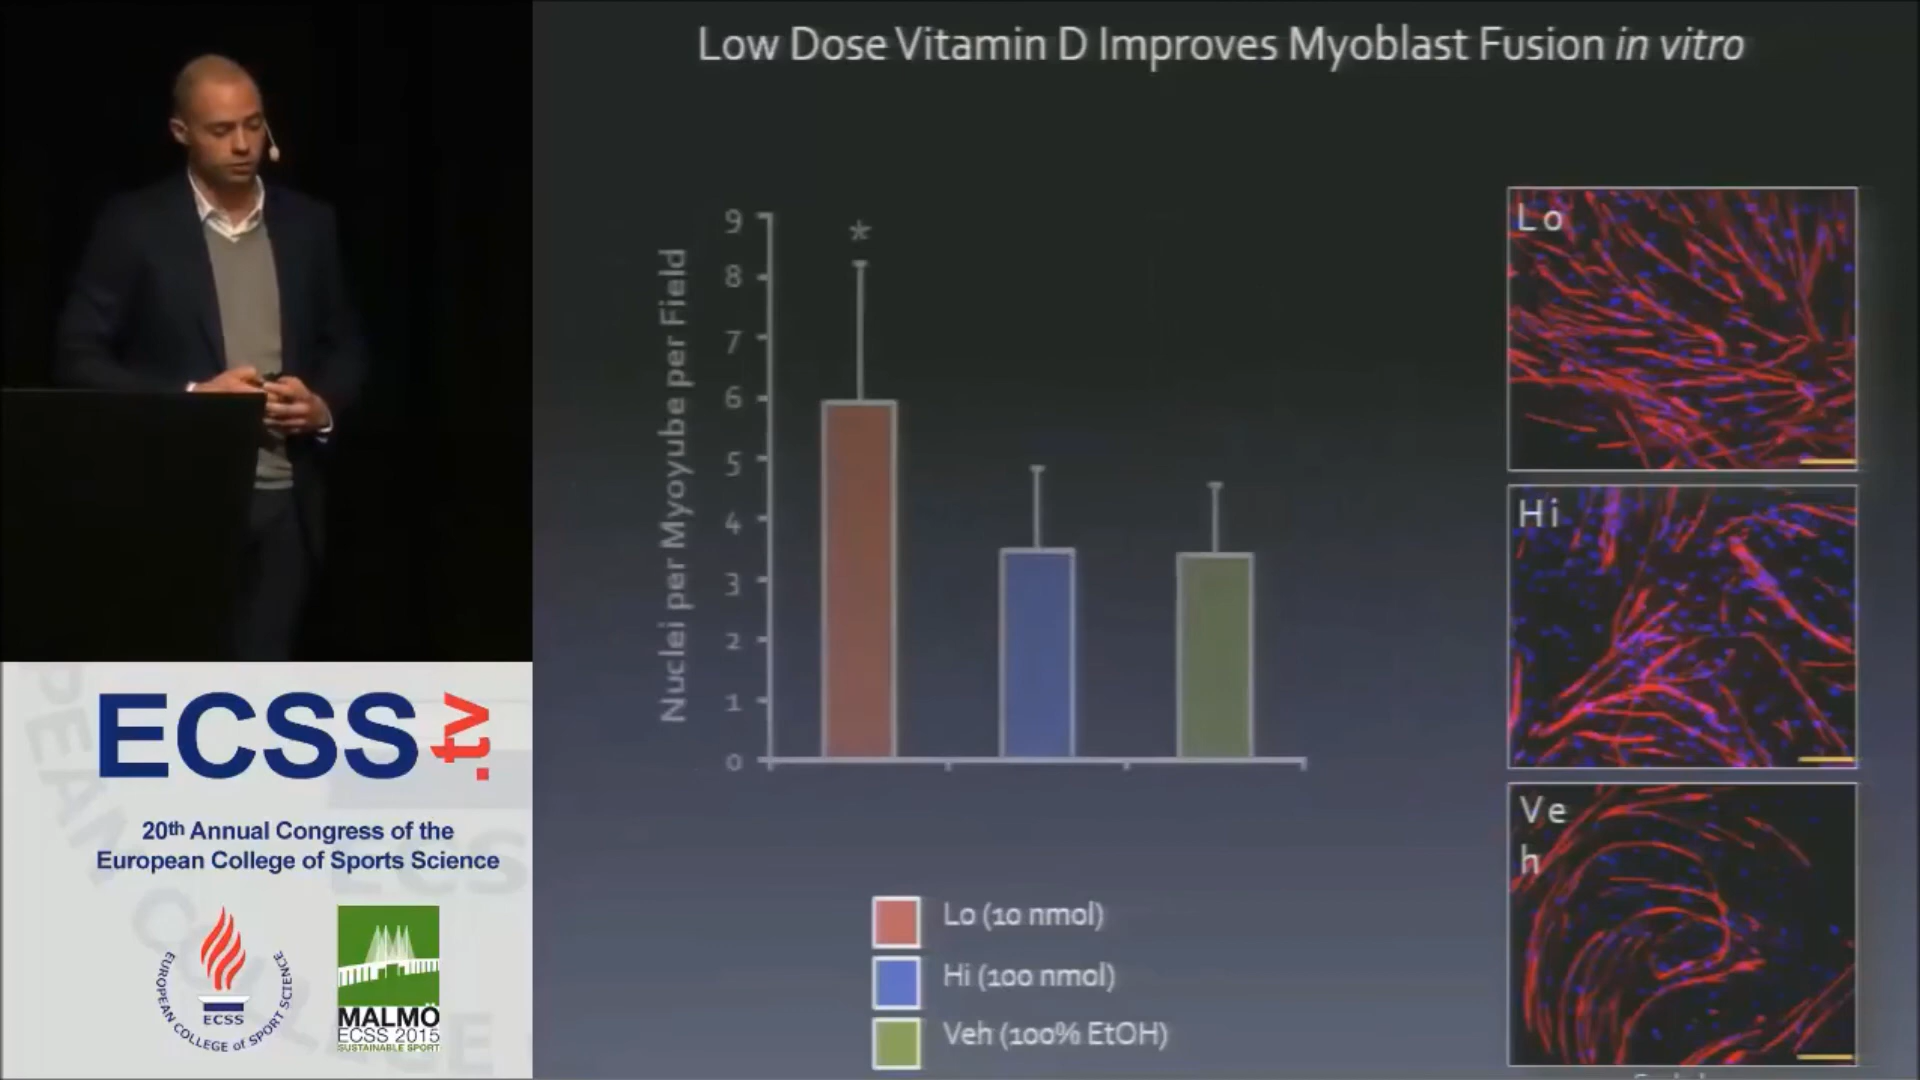 Low Dose Vitamin D Improves Myoblast Fusion in vitro
Nuclei per Myoyube per Field
9
8
7
6
5
4
3
2
1
0
*
Lo (10 nmol)
Hi (100 nmol)
Veh (100% EtOH)
Lo
Hi
Ve
h
ECSS.tv
20th Annual Congress of the
European College of Sports Science
EUROPEAN COLLEGE of SPORT SCIENCE
ECSS
MALMÖ
ECSS 2015
SUSTAINABLE SPORT